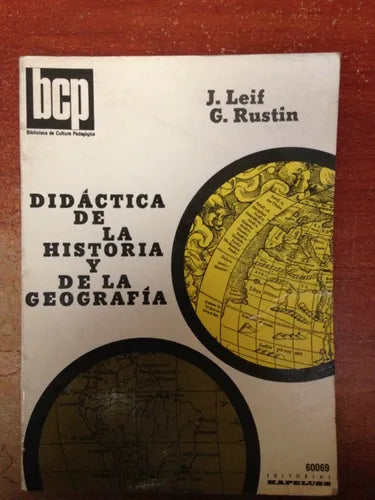 bcp
Biblioteca de Cultura Pedagógica
J. Leif
G. Rustin
DIDÁCTICA
DE
LA
HISTORIA
Y
DE LA
GEOGRAFÍA
60069
EDITORIAL
KAPELUSZ